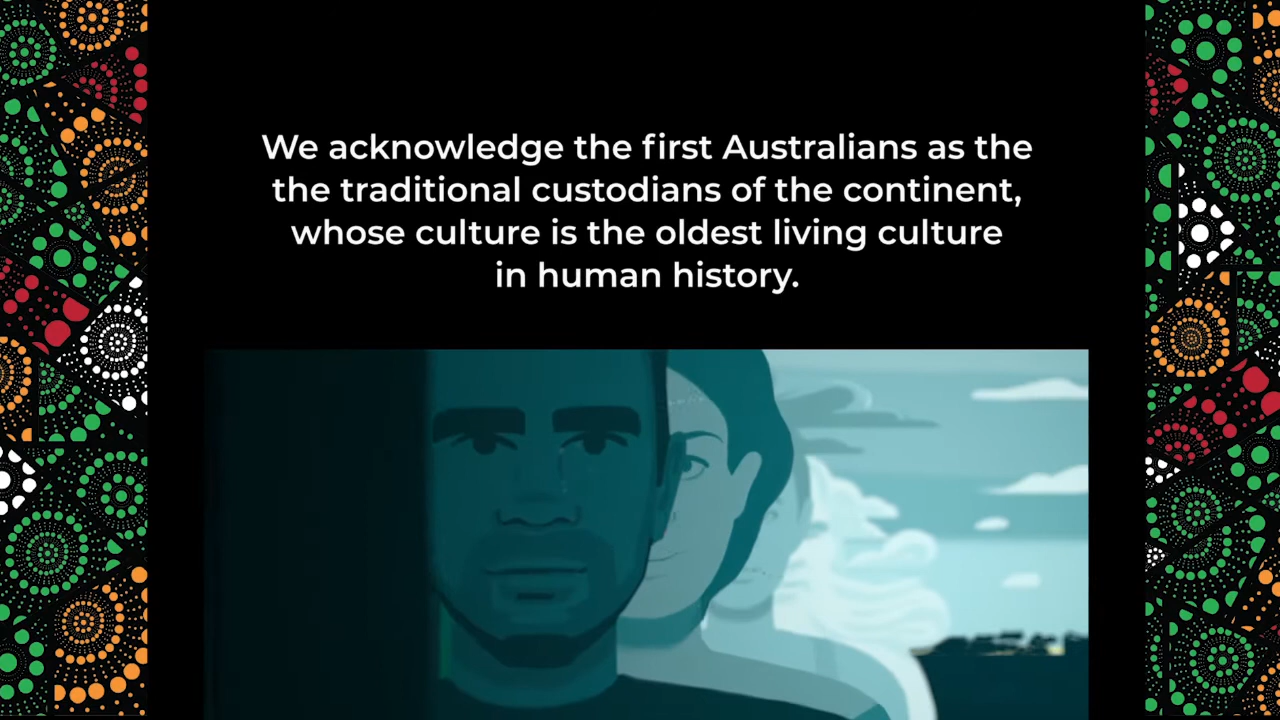 We acknowledge the first Australians as the
the traditional custodians of the continent,
whose culture is the oldest living culture
in human history.